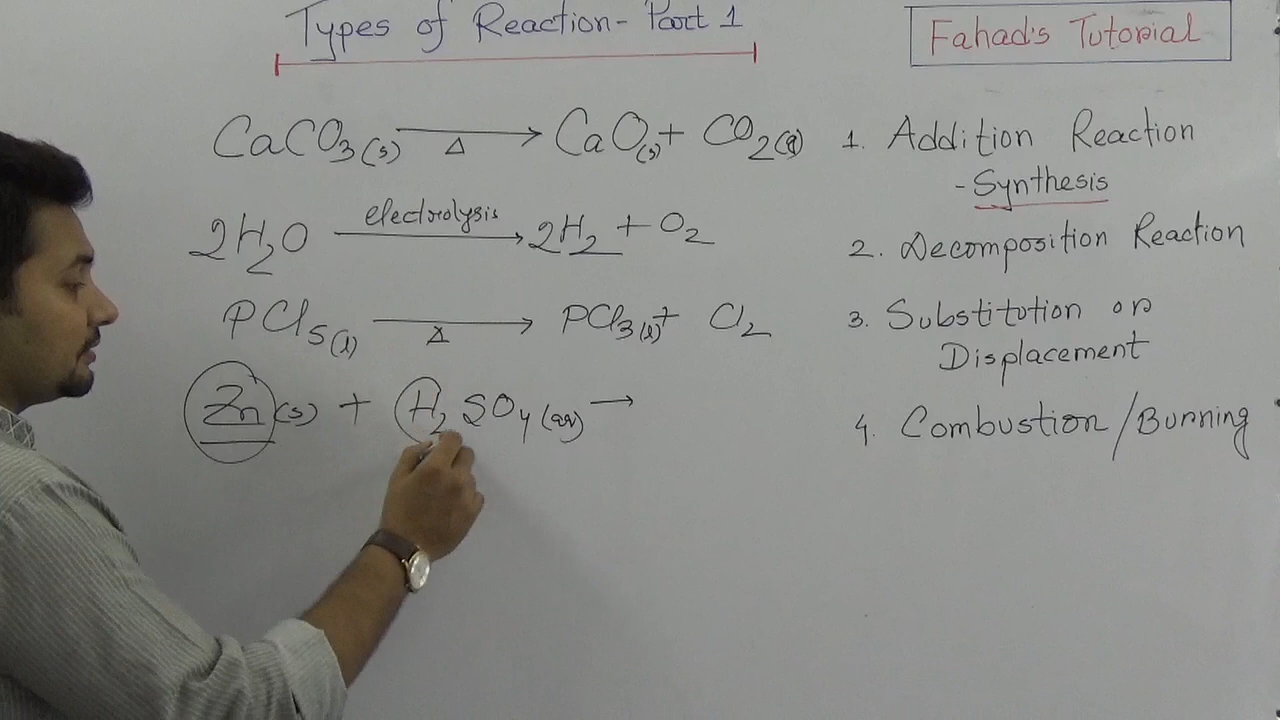 Types of Reaction - Part 1
Fahad's Tutorial
CaCO3(s) →Δ CaO(s) + CO2(g)
2H2O →electrolysis 2H2 + O2
PCl5(l) →Δ PCl3(l) + Cl2
Zn(s) + H2SO4(aq) →
1. Addition Reaction
- Synthesis
2. Decomposition Reaction
3. Substitution or
Displacement
4. Combustion / Burning